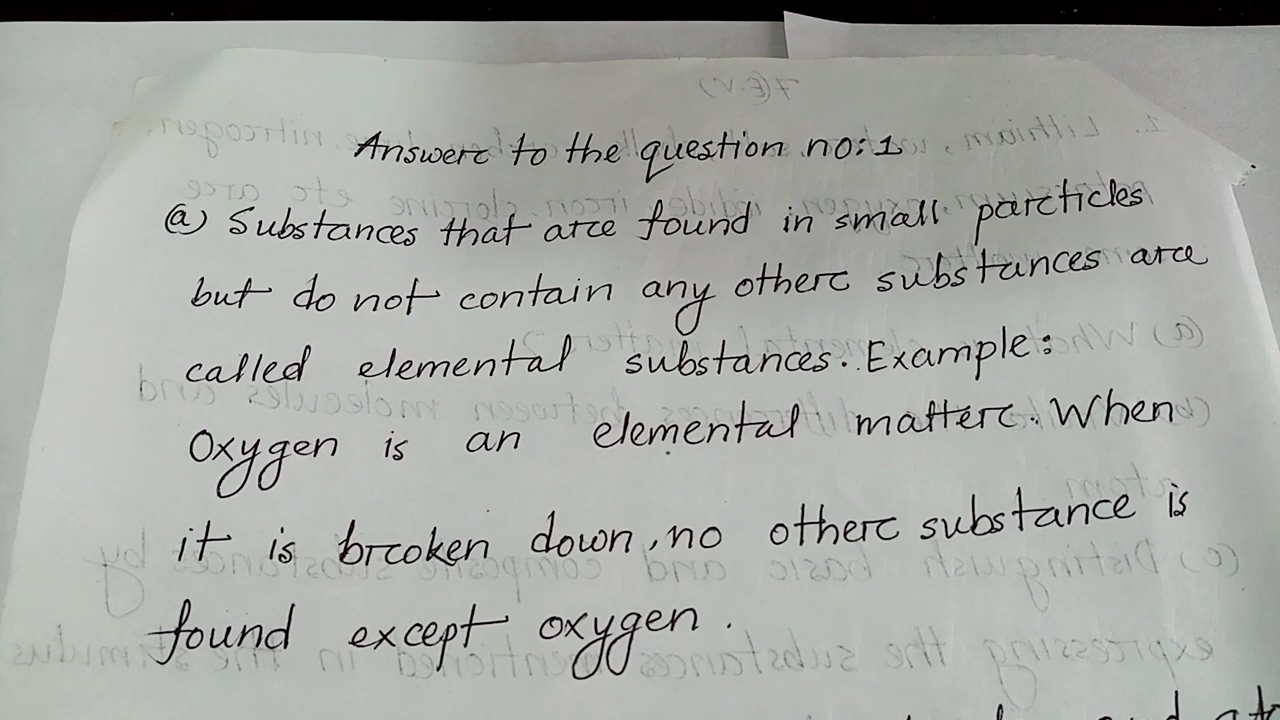 Answer to the question no: 1
(a) Substances that are found in small particles
but do not contain any other substances are
called elemental substances. Example:
Oxygen is an elemental matter. When
it is broken down, no other substance is
found except oxygen.